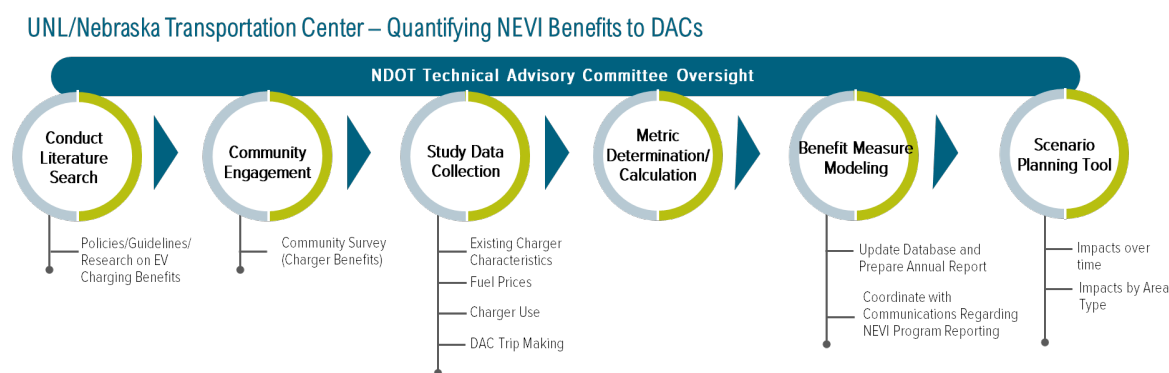 UNL/Nebraska Transportation Center – Quantifying NEVI Benefits to DACs
NDOT Technical Advisory Committee Oversight
Conduct
Literature
Search
Community
Engagement
Study Data
Collection
Metric
Determination/
Calculation
Benefit Measure
Modeling
Scenario
Planning Tool
Policies/Guidelines/
Research on EV
Charging Benefits
Community Survey
(Charger Benefits)
Existing Charger
Characteristics
Fuel Prices
Charger Use
DAC Trip Making
Update Database and
Prepare Annual Report
Coordinate with
Communications Regarding
NEVI Program Reporting
Impacts over
time
Impacts by Area
Type